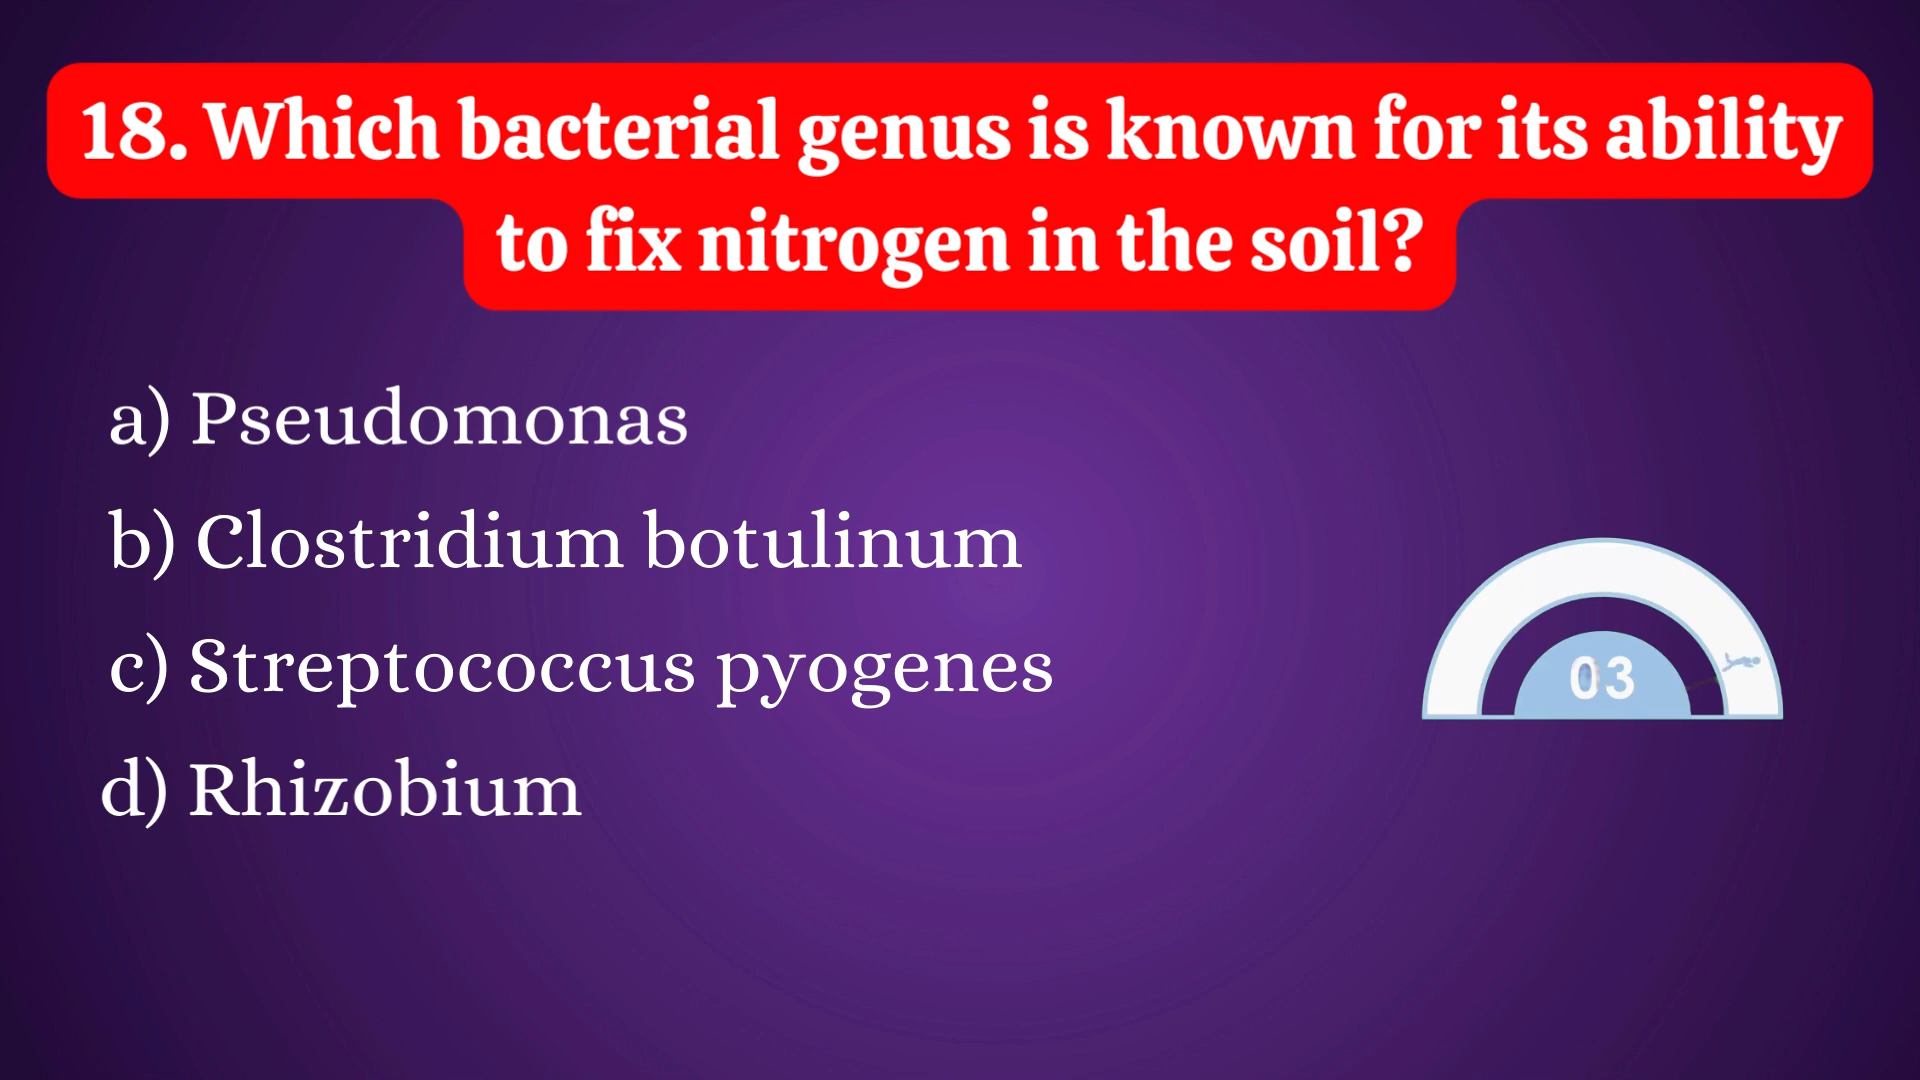 18. Which bacterial genus is known for its ability
to fix nitrogen in the soil?
a) Pseudomonas
b) Clostridium botulinum
c) Streptococcus pyogenes
d) Rhizobium
03